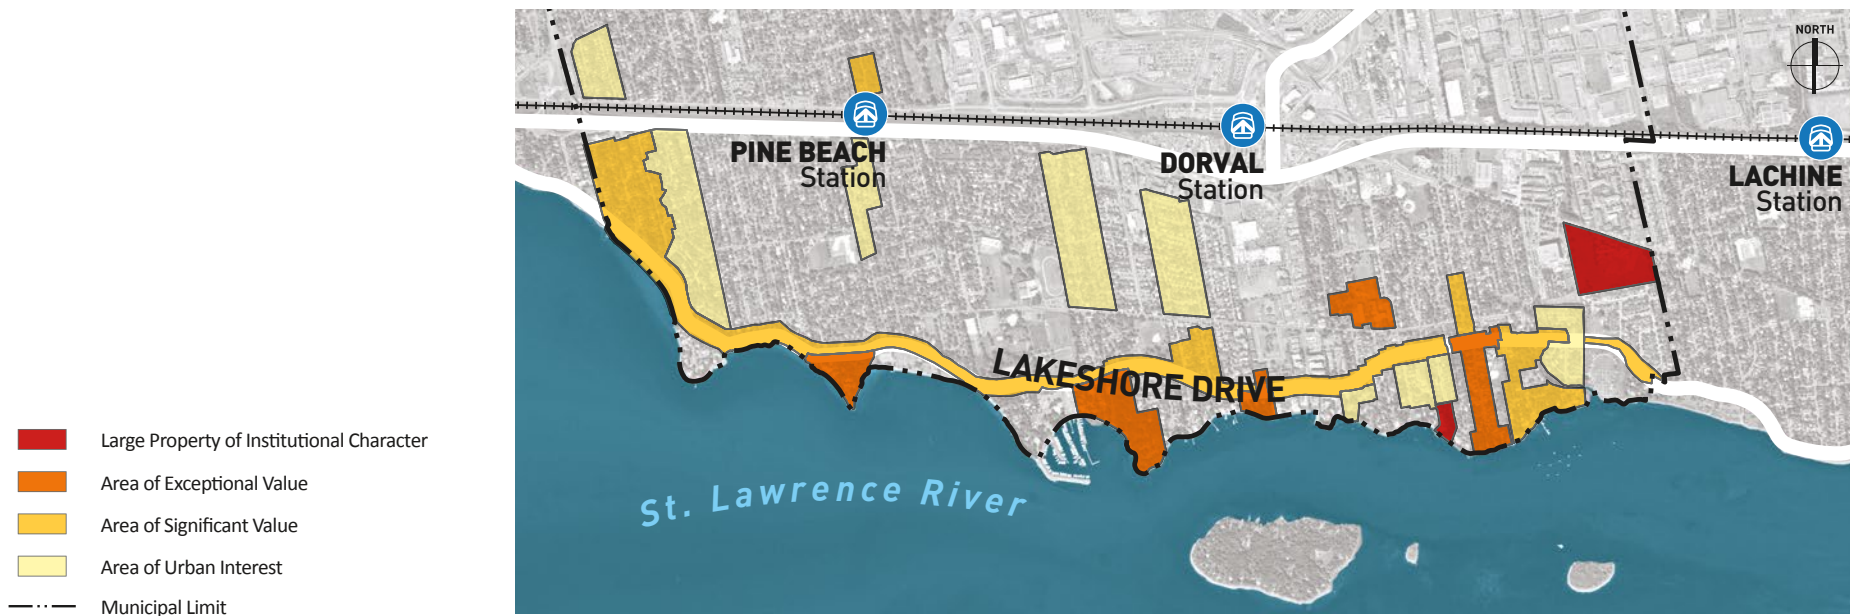 NORTH
PINE BEACH
Station
DORVAL
Station
LACHINE
Station
LAKESHORE DRIVE
St. Lawrence River
Large Property of Institutional Character
Area of Exceptional Value
Area of Significant Value
Area of Urban Interest
Municipal Limit